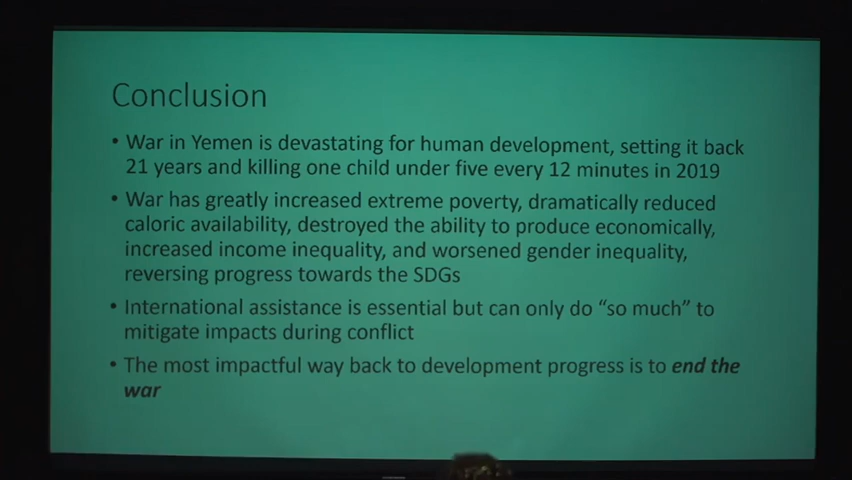 Conclusion
• War in Yemen is devastating for human development, setting it back
21 years and killing one child under five every 12 minutes in 2019
• War has greatly increased extreme poverty, dramatically reduced
caloric availability, destroyed the ability to produce economically,
increased income inequality, and worsened gender inequality,
reversing progress towards the SDGs
• International assistance is essential but can only do “so much” to
mitigate impacts during conflict
• The most impactful way back to development progress is to end the
war